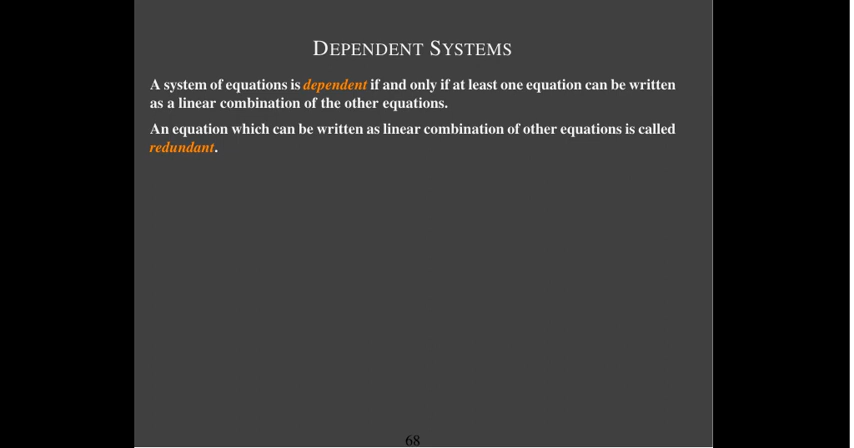 DEPENDENT SYSTEMS
A system of equations is dependent if and only if at least one equation can be written
as a linear combination of the other equations.
An equation which can be written as linear combination of other equations is called
redundant.
68